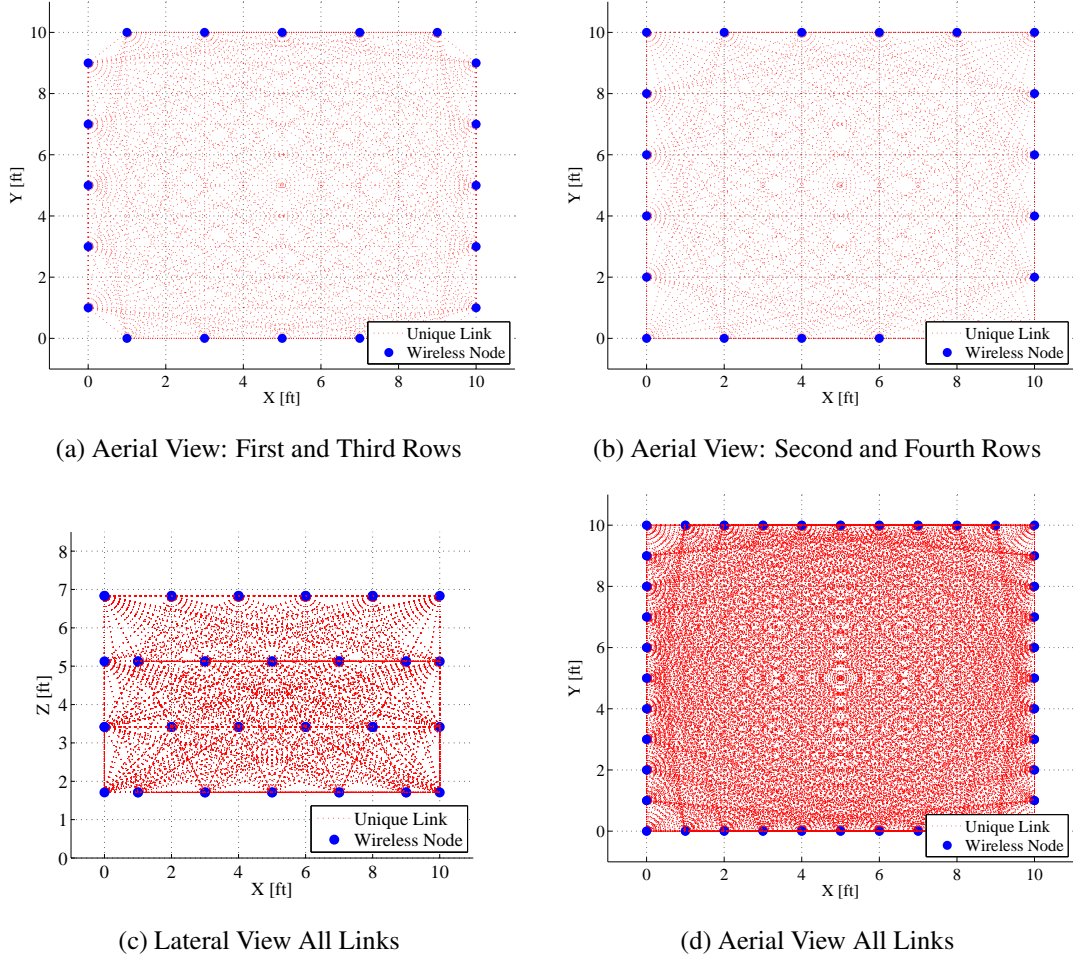 10
8
6
4
2
0
Y [ft]
0 2 4 6 8 10
X [ft]
Unique Link
Wireless Node
(a) Aerial View: First and Third Rows
10
8
6
4
2
0
Y [ft]
0 2 4 6 8 10
X [ft]
Unique Link
Wireless Node
(b) Aerial View: Second and Fourth Rows
8
7
6
5
4
3
2
1
0
Z [ft]
0 2 4 6 8 10
X [ft]
Unique Link
Wireless Node
(c) Lateral View All Links
10
8
6
4
2
0
Y [ft]
0 2 4 6 8 10
X [ft]
Unique Link
Wireless Node
(d) Aerial View All Links